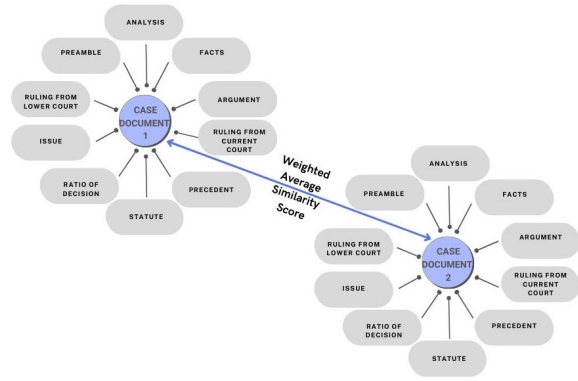 ANALYSIS
PREAMBLE
FACTS
RULING FROM
LOWER COURT
ARGUMENT
CASE
DOCUMENT
1
RULING FROM
CURRENT
COURT
ISSUE
RATIO OF
DECISION
PRECEDENT
STATUTE
Weighted
Average
Similarity
Score
ANALYSIS
PREAMBLE
FACTS
RULING FROM
LOWER COURT
ARGUMENT
CASE
DOCUMENT
2
RULING FROM
CURRENT
COURT
ISSUE
RATIO OF
DECISION
PRECEDENT
STATUTE